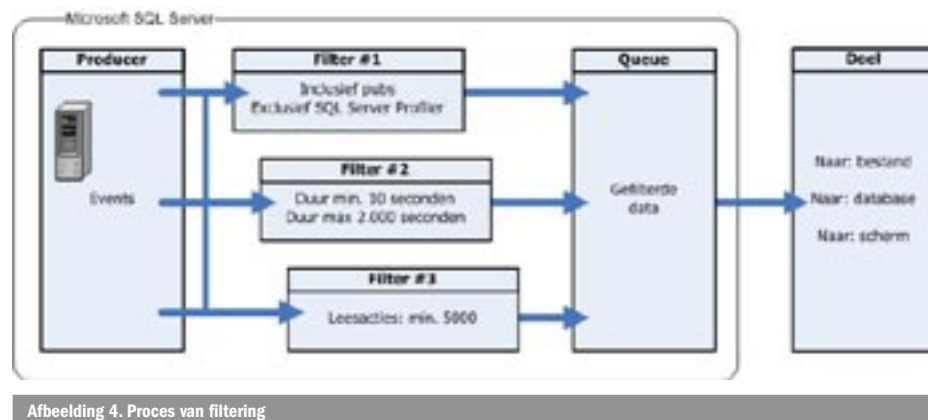 Microsoft SQL Server
Producer
Events
Filter #1
Inclusief pubs
Exclusief SQL Server Profiler
Filter #2
Duur min. 10 seconden
Duur max 2.000 seconden
Filter #3
Leesacties: min. 5000
Queue
Gefilterde
data
Doel
Naar: bestand
Naar: database
Naar: scherm
Afbeelding 4. Proces van filtering